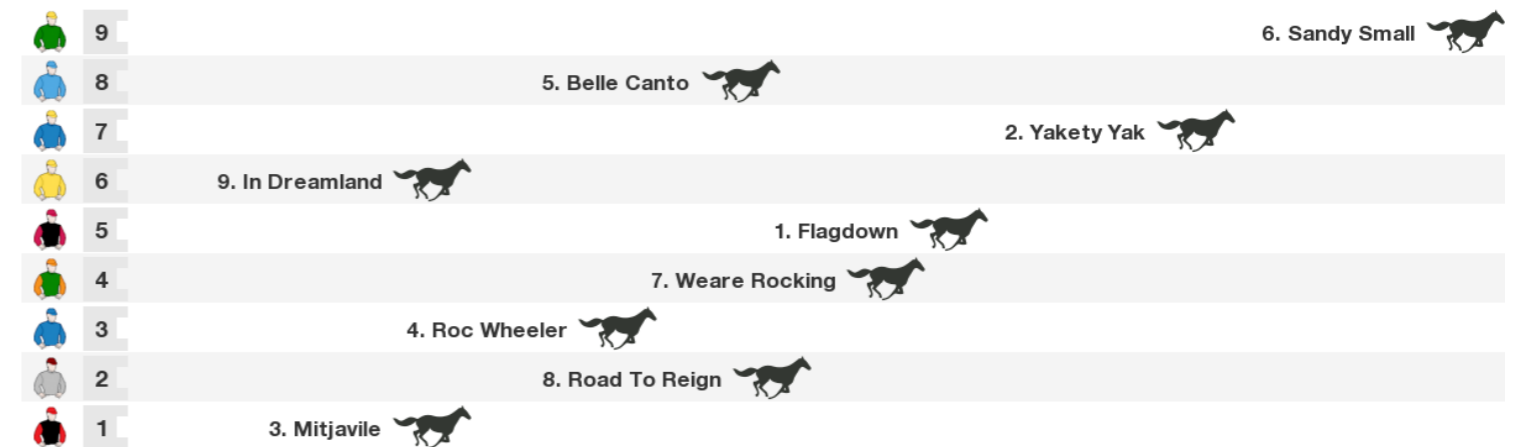 9 6. Sandy Small
8 5. Belle Canto
7 2. Yakety Yak
6 9. In Dreamland
5 1. Flagdown
4 7. Weare Rocking
3 4. Roc Wheeler
2 8. Road To Reign
1 3. Mitjavile